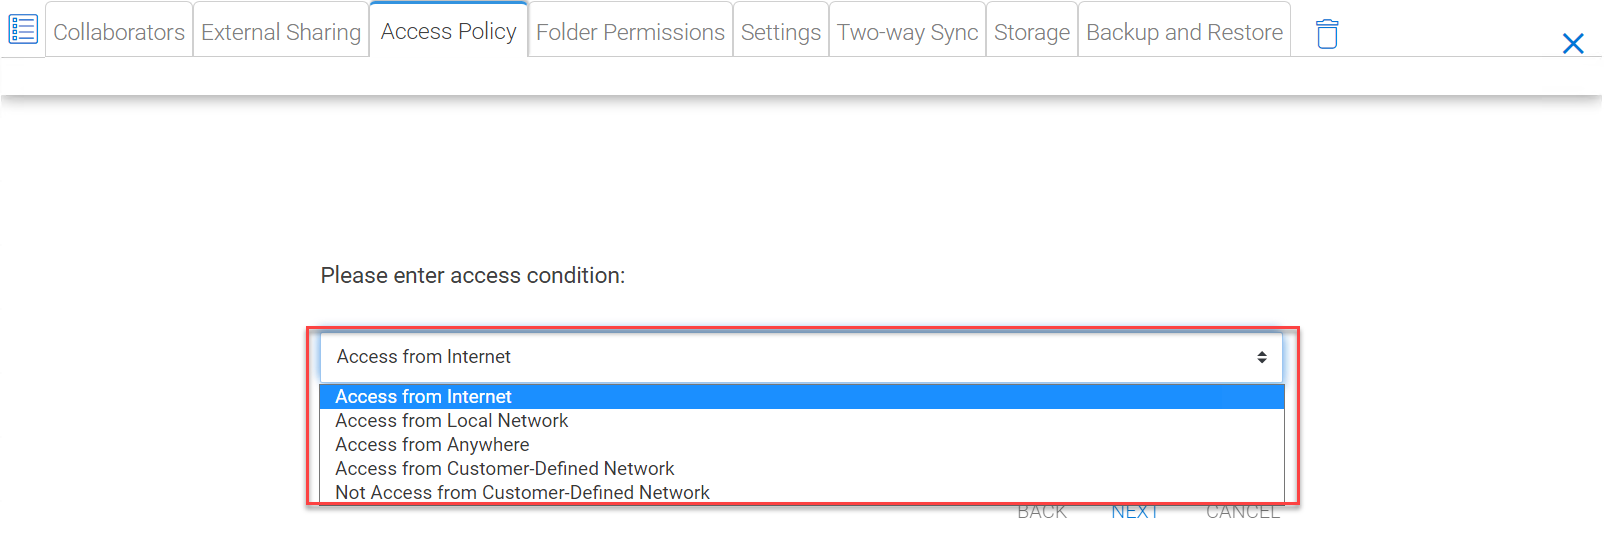 Collaborators External Sharing Access Policy Folder Permissions Settings Two-way Sync Storage Backup and Restore
Please enter access condition:
Access from Internet
Access from Internet
Access from Local Network
Access from Anywhere
Access from Customer-Defined Network
Not Access from Customer-Defined Network
BACK NEXT CANCEL